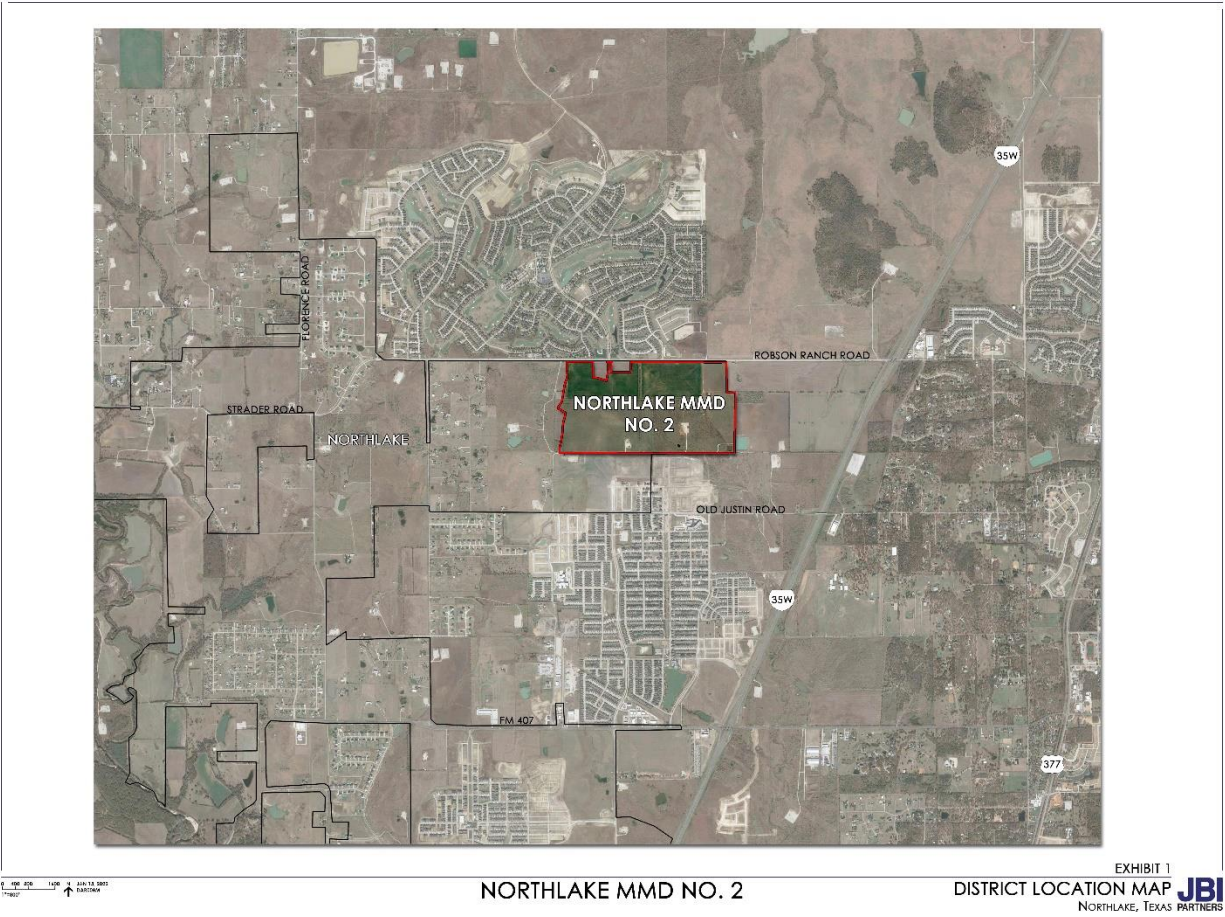 35W
FLORENCE ROAD
ROBSON RANCH ROAD
NORTHLAKE MMD
NO. 2
STRADER ROAD
NORTHLAKE
OLD JUSTIN ROAD
35W
FM 407
377
EXHIBIT 1
NORTHLAKE MMD NO. 2
DISTRICT LOCATION MAP
NORTHLAKE, TEXAS
JBI
PARTNERS